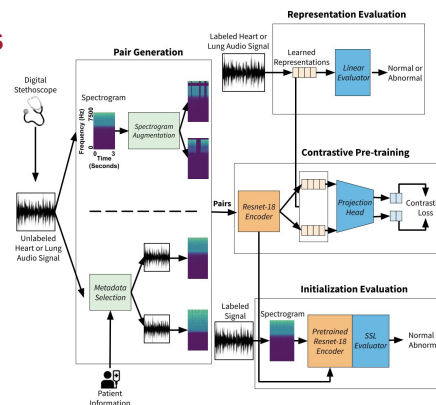 s
Representation Evaluation
Labeled Heart or
Lung Audio Signal
Learned
Representations
Linear
Evaluator
Normal or
Abnormal
Pair Generation
Digital
Stethoscope
Spectrogram
Frequency (Hz)
7500
0
0 3
Time
(Seconds)
Spectrogram
Augmentation
Unlabeled
Heart or Lung
Audio Signal
Metadata
Selection
Patient
Information
Contrastive Pre-training
Pairs
Resnet-18
Encoder
Projection
Head
Contrasti
Loss
Initialization Evaluation
Labeled
Signal
Spectrogram
Pretrained
Resnet-18
Encoder
SSL
Evaluator
Normal
Abnorm